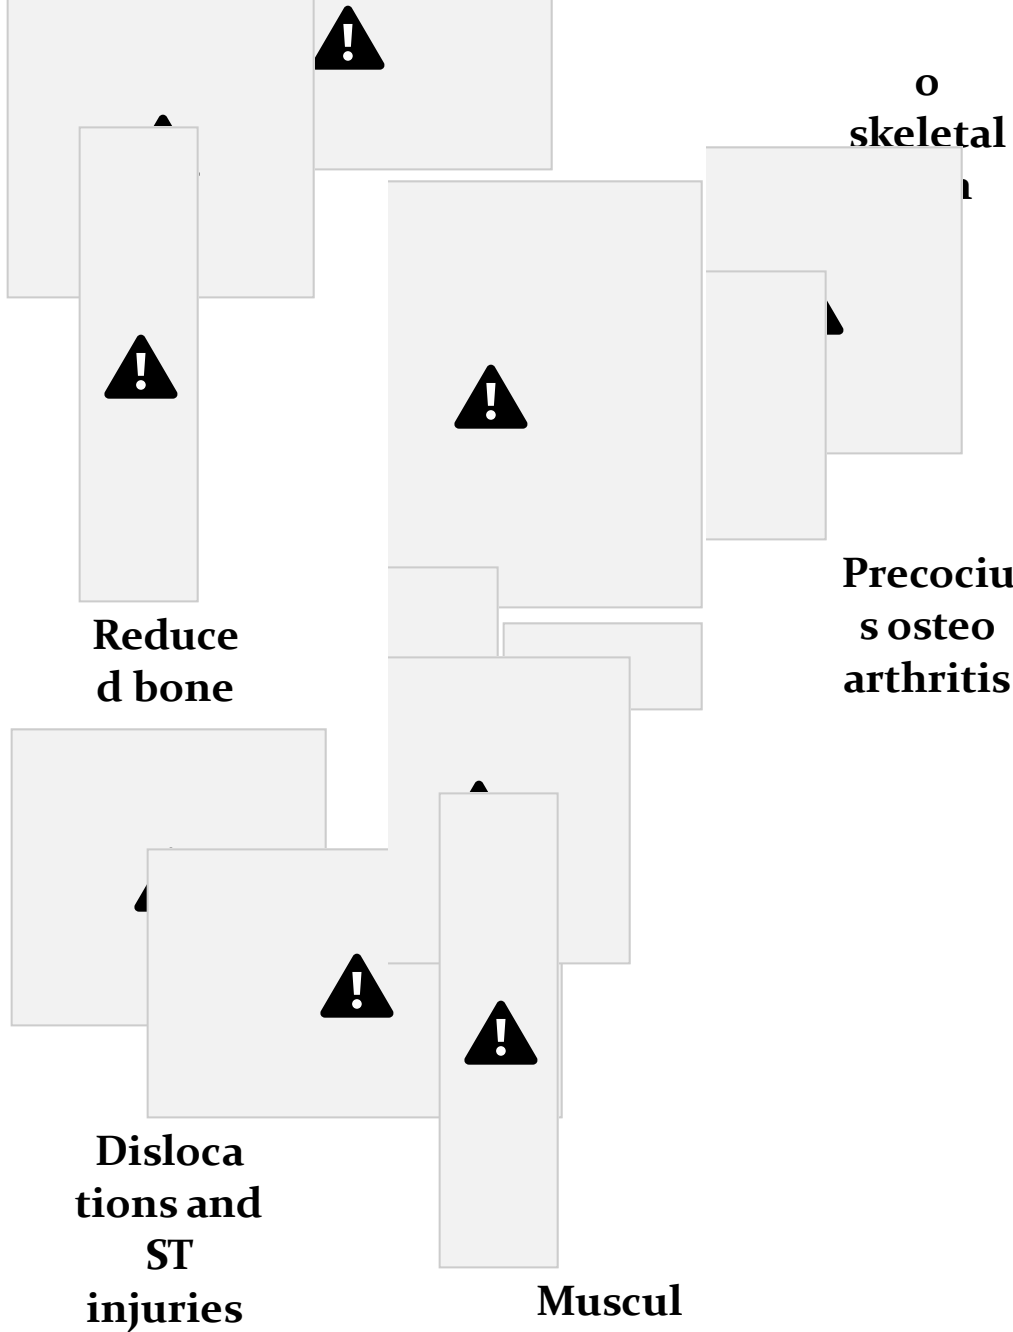 o
skeletal
Precociu
s osteo
arthritis
Reduce
d bone
Disloca
tions and
ST
injuries
Muscul